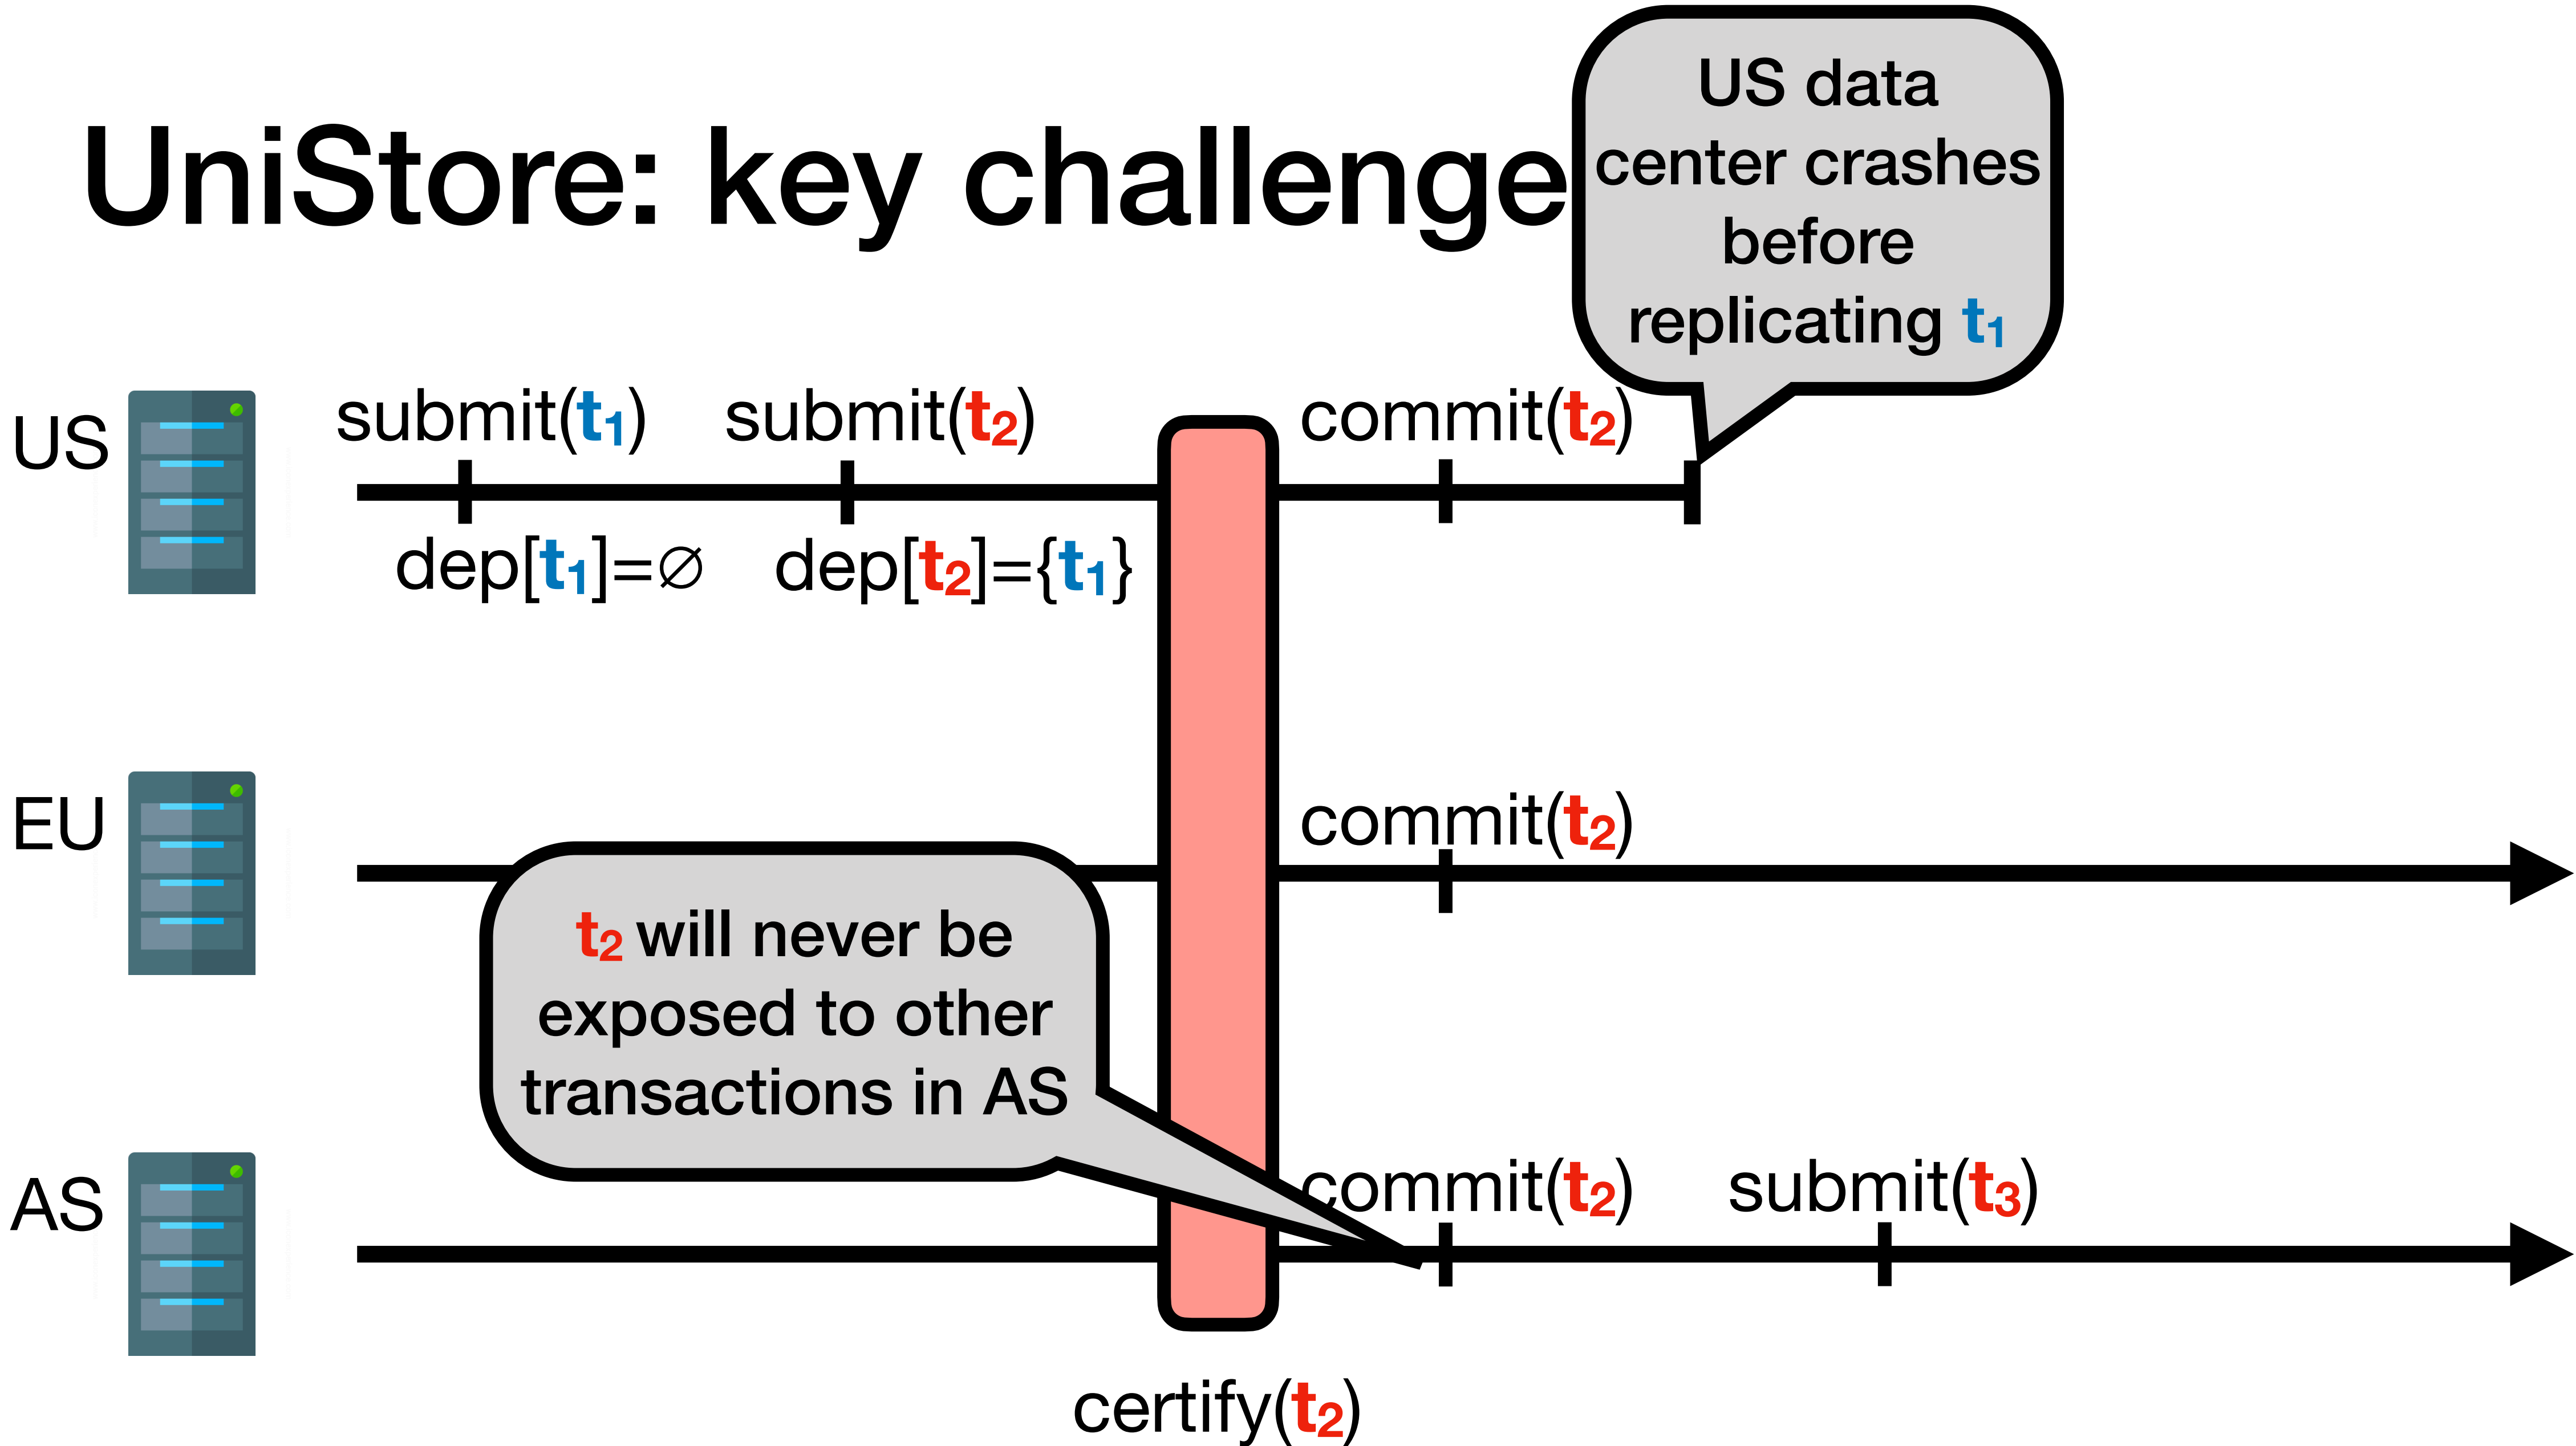 UniStore: key challenge
US data
center crashes
before
replicating t₁
US
submit(t₁)
submit(t₂)
commit(t₂)
dep[t₁]=∅
dep[t₂]={t₁}
EU
commit(t₂)
t₂ will never be
exposed to other
transactions in AS
AS
commit(t₂)
submit(t₃)
certify(t₂)